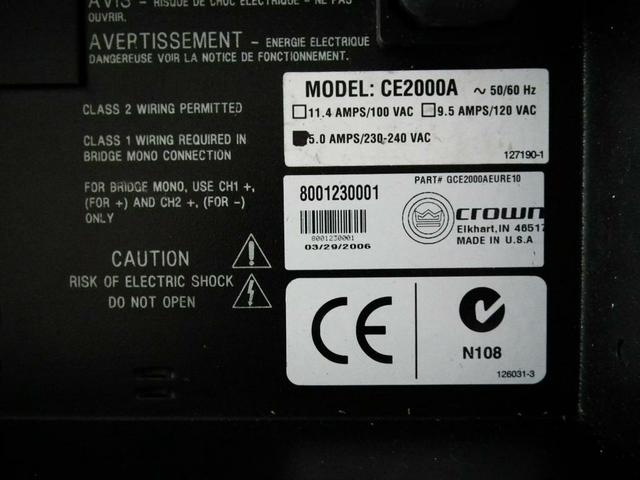 AVIS - RISQUE DE CHOC ELECTRIQUE - NE PAS
OUVRIR.
AVERTISSEMENT - ENERGIE ELECTRIQUE
DANGEREUSE VOIR LA NOTICE DE FONCTIONNEMENT.
CLASS 2 WIRING PERMITTED
CLASS 1 WIRING REQUIRED IN
BRIDGE MONO CONNECTION
FOR BRIDGE MONO, USE CH1 +,
(FOR +) AND CH2 +, (FOR -)
ONLY
CAUTION
RISK OF ELECTRIC SHOCK
DO NOT OPEN
MODEL: CE2000A ~ 50/60 Hz
11.4 AMPS/100 VAC 9.5 AMPS/120 VAC
5.0 AMPS/230-240 VAC
127190-1
PART# GCE2000AEURE10
8001230001
8001230001
03/29/2006
crown
Elkhart, IN 46517
MADE IN U.S.A
CE
N108
126031-3